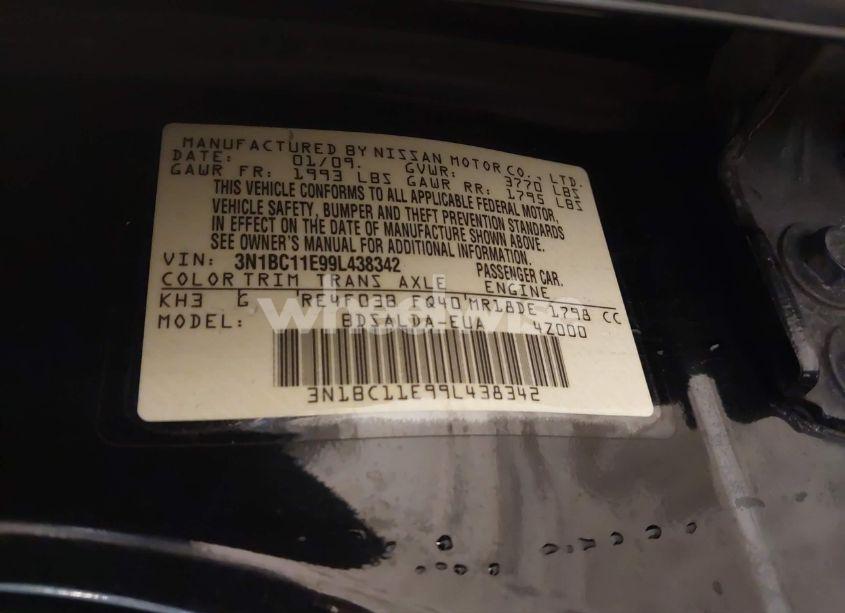 MANUFACTURED BY NISSAN MOTOR CO., LTD.
DATE: 01/09. GVWR: 3770 LBS
GAWR FR: 1993 LBS GAWR RR: 1795 LBS
THIS VEHICLE CONFORMS TO ALL APPLICABLE FEDERAL MOTOR
VEHICLE SAFETY, BUMPER AND THEFT PREVENTION STANDARDS
IN EFFECT ON THE DATE OF MANUFACTURE SHOWN ABOVE.
SEE OWNER'S MANUAL FOR ADDITIONAL INFORMATION.
VIN: 3N1BC11E99L438342 PASSENGER CAR.
COLOR TRIM TRANS AXLE ENGINE
KH3 G RE4F03B FQ40 MR18DE 1798 CC
MODEL: BDSALDA-EUA 4Z000
3N1BC11E99L438342